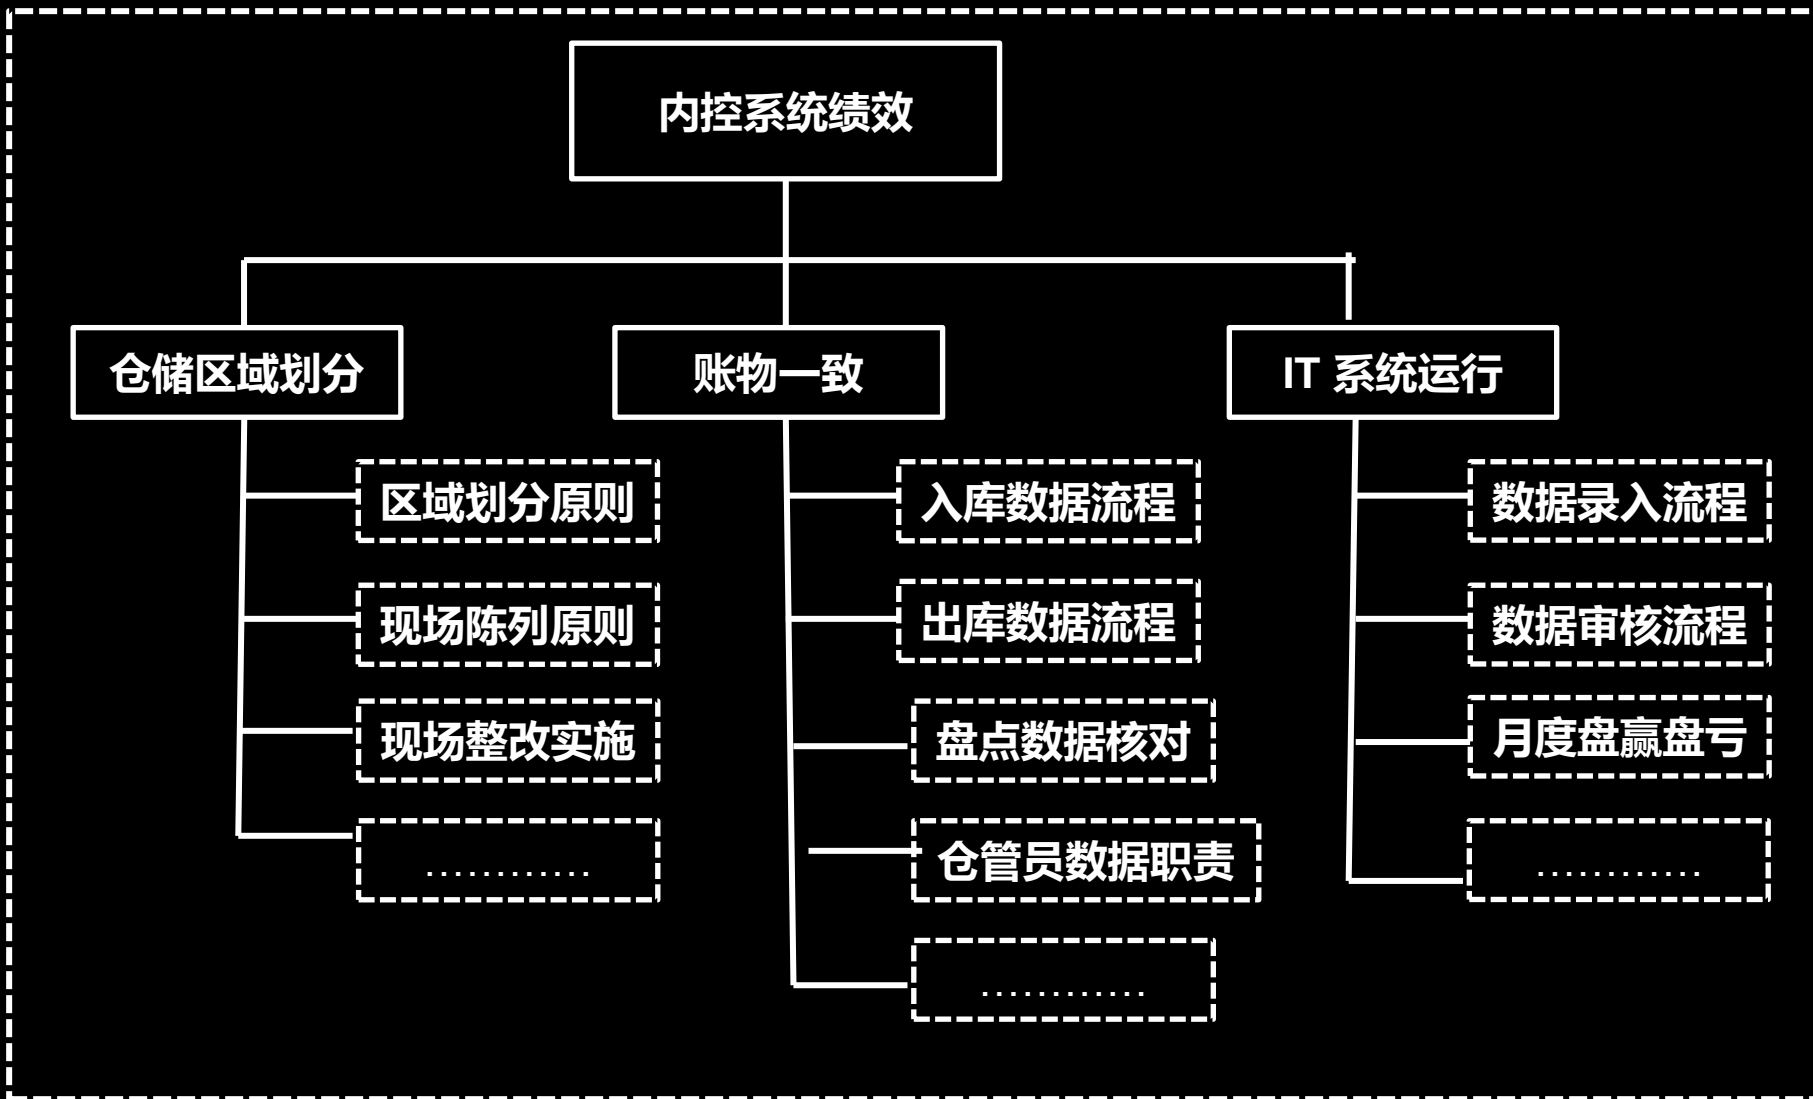 内控系统绩效
仓储区域划分
账物一致
IT 系统运行
区域划分原则
入库数据流程
数据录入流程
现场陈列原则
出库数据流程
数据审核流程
现场整改实施
盘点数据核对
月度盘赢盘亏
............
仓管员数据职责
............
............